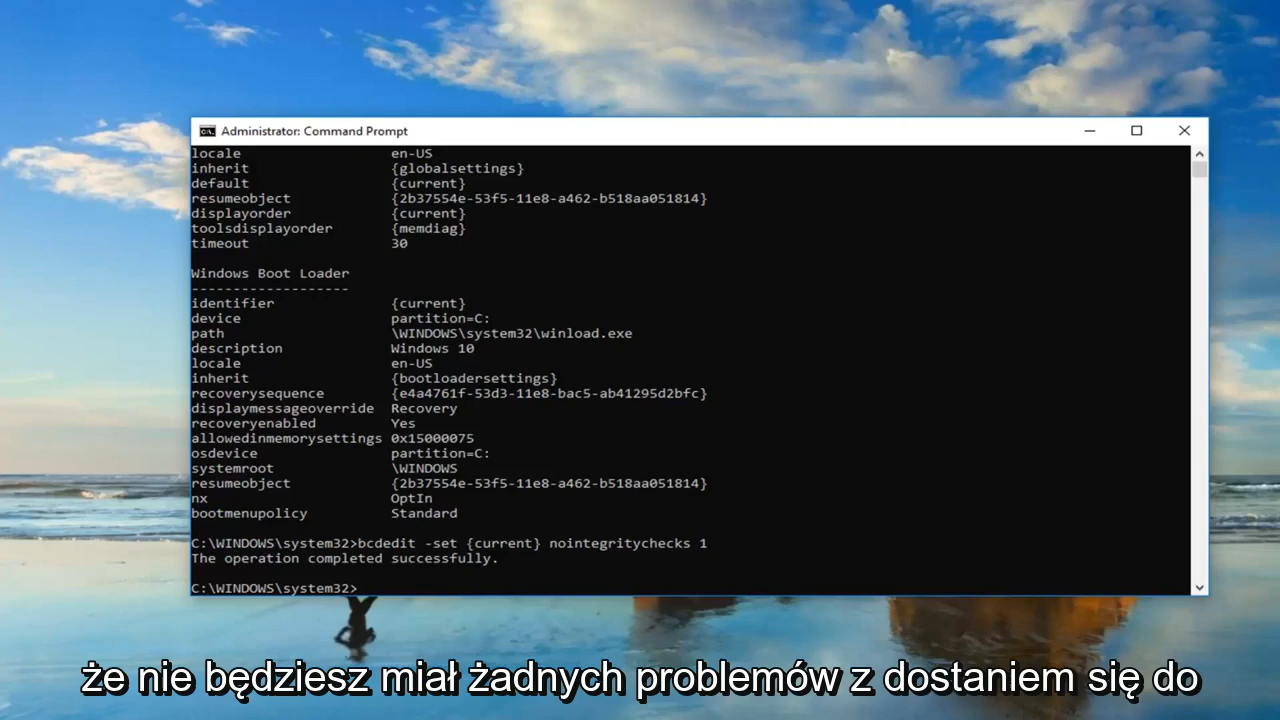 Administrator: Command Prompt
locale en-US
inherit {globalsettings}
default {current}
resumeobject {2b37554e-53f5-11e8-a462-b518aa051814}
displayorder {current}
toolsdisplayorder {memdiag}
timeout 30
Windows Boot Loader
-------------------
identifier {current}
device partition=C:
path \WINDOWS\system32\winload.exe
description Windows 10
locale en-US
inherit {bootloadersettings}
recoverysequence {e4a4761f-53d3-11e8-bac5-ab41295d2bfc}
displaymessageoverride Recovery
recoveryenabled Yes
allowedinmemorysettings 0x15000075
osdevice partition=C:
systemroot \WINDOWS
resumeobject {2b37554e-53f5-11e8-a462-b518aa051814}
nx OptIn
bootmenupolicy Standard
C:\WINDOWS\system32>bcdedit -set {current} nointegritychecks 1
The operation completed successfully.
C:\WINDOWS\system32>
że nie będziesz miał żadnych problemów z dostaniem się do